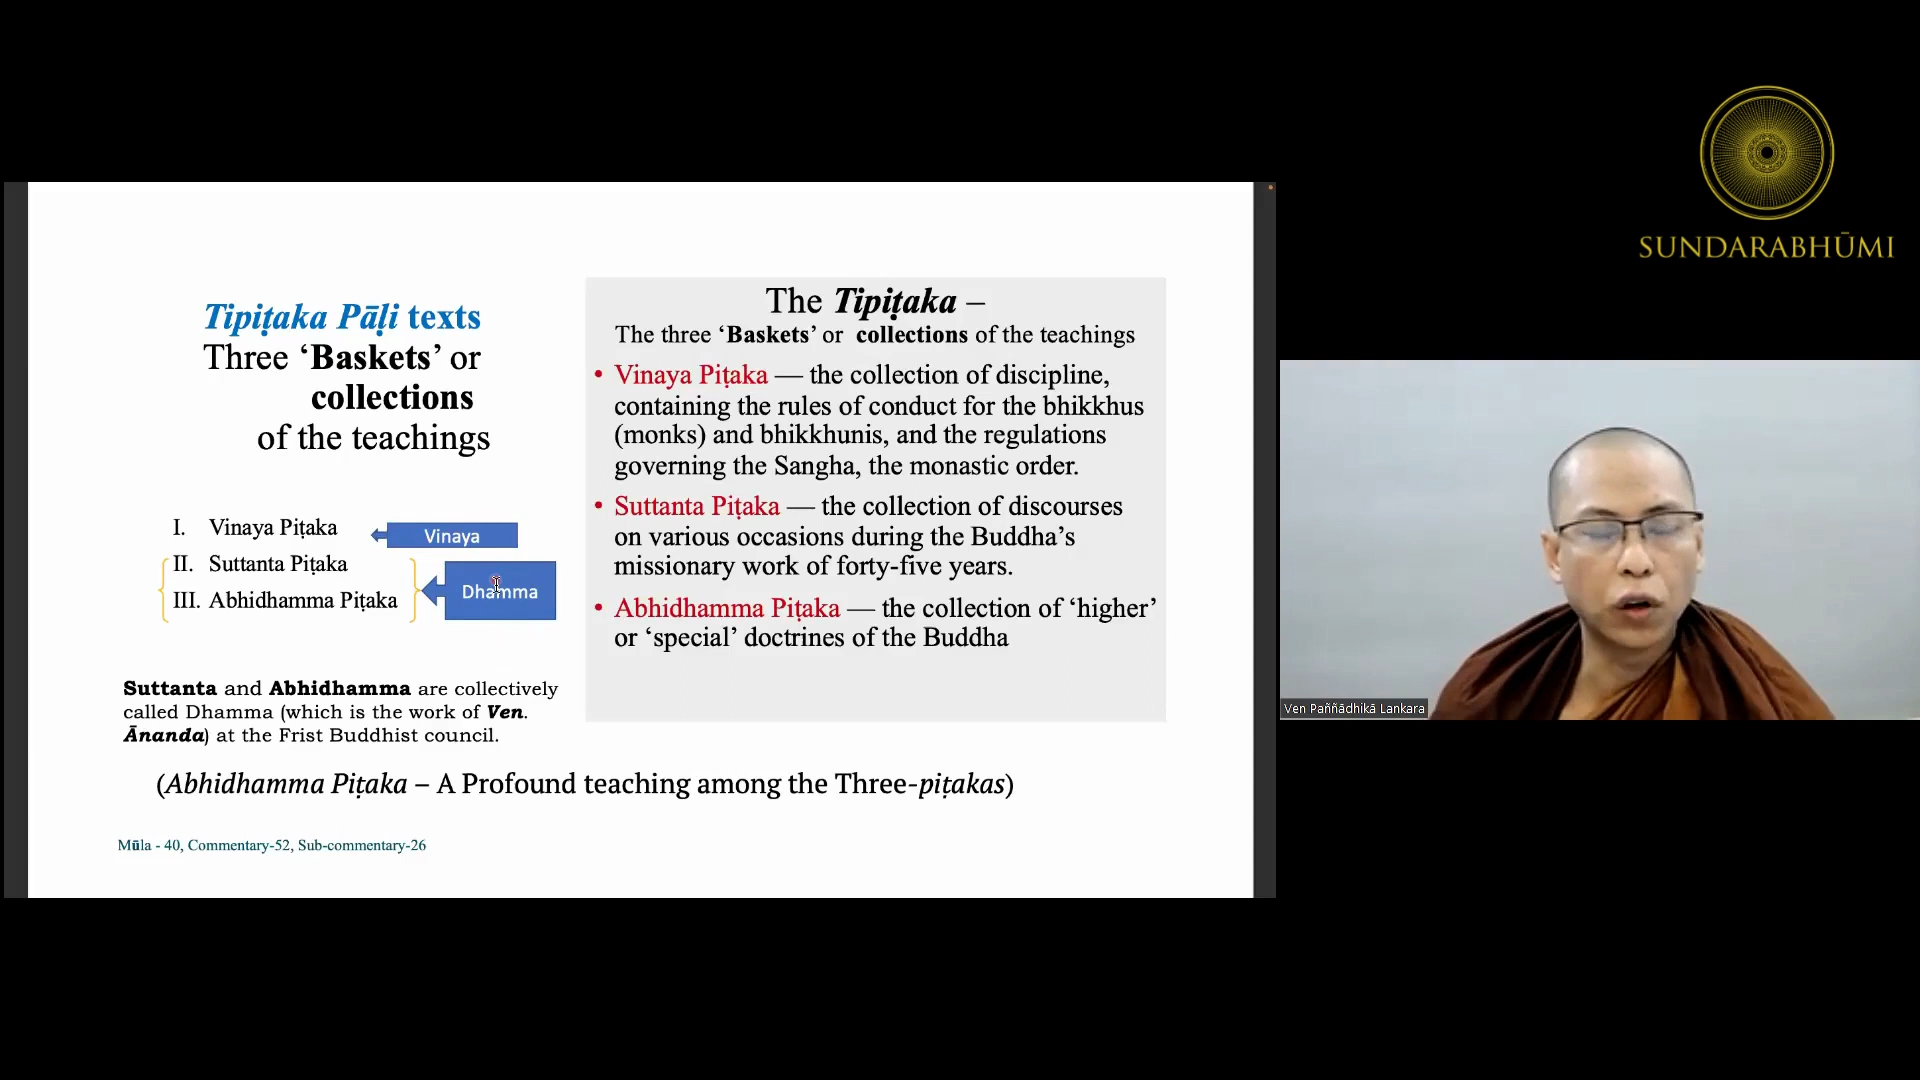 SUNDARABHŪMI
Tipiṭaka Pāḷi texts
Three ‘Baskets’ or
collections
of the teachings
I. Vinaya Piṭaka
Vinaya
II. Suttanta Piṭaka
III. Abhidhamma Piṭaka
Dhamma
Suttanta and Abhidhamma are collectively
called Dhamma (which is the work of Ven.
Ānanda) at the Frist Buddhist council.
The Tipiṭaka –
The three ‘Baskets’ or collections of the teachings
• Vinaya Piṭaka — the collection of discipline,
containing the rules of conduct for the bhikkhus
(monks) and bhikkhunis, and the regulations
governing the Sangha, the monastic order.
• Suttanta Piṭaka — the collection of discourses
on various occasions during the Buddha’s
missionary work of forty-five years.
• Abhidhamma Piṭaka — the collection of ‘higher’
or ‘special’ doctrines of the Buddha
(Abhidhamma Piṭaka – A Profound teaching among the Three-piṭakas)
Mūla - 40, Commentary-52, Sub-commentary-26
Ven Paññādhikā Lankara